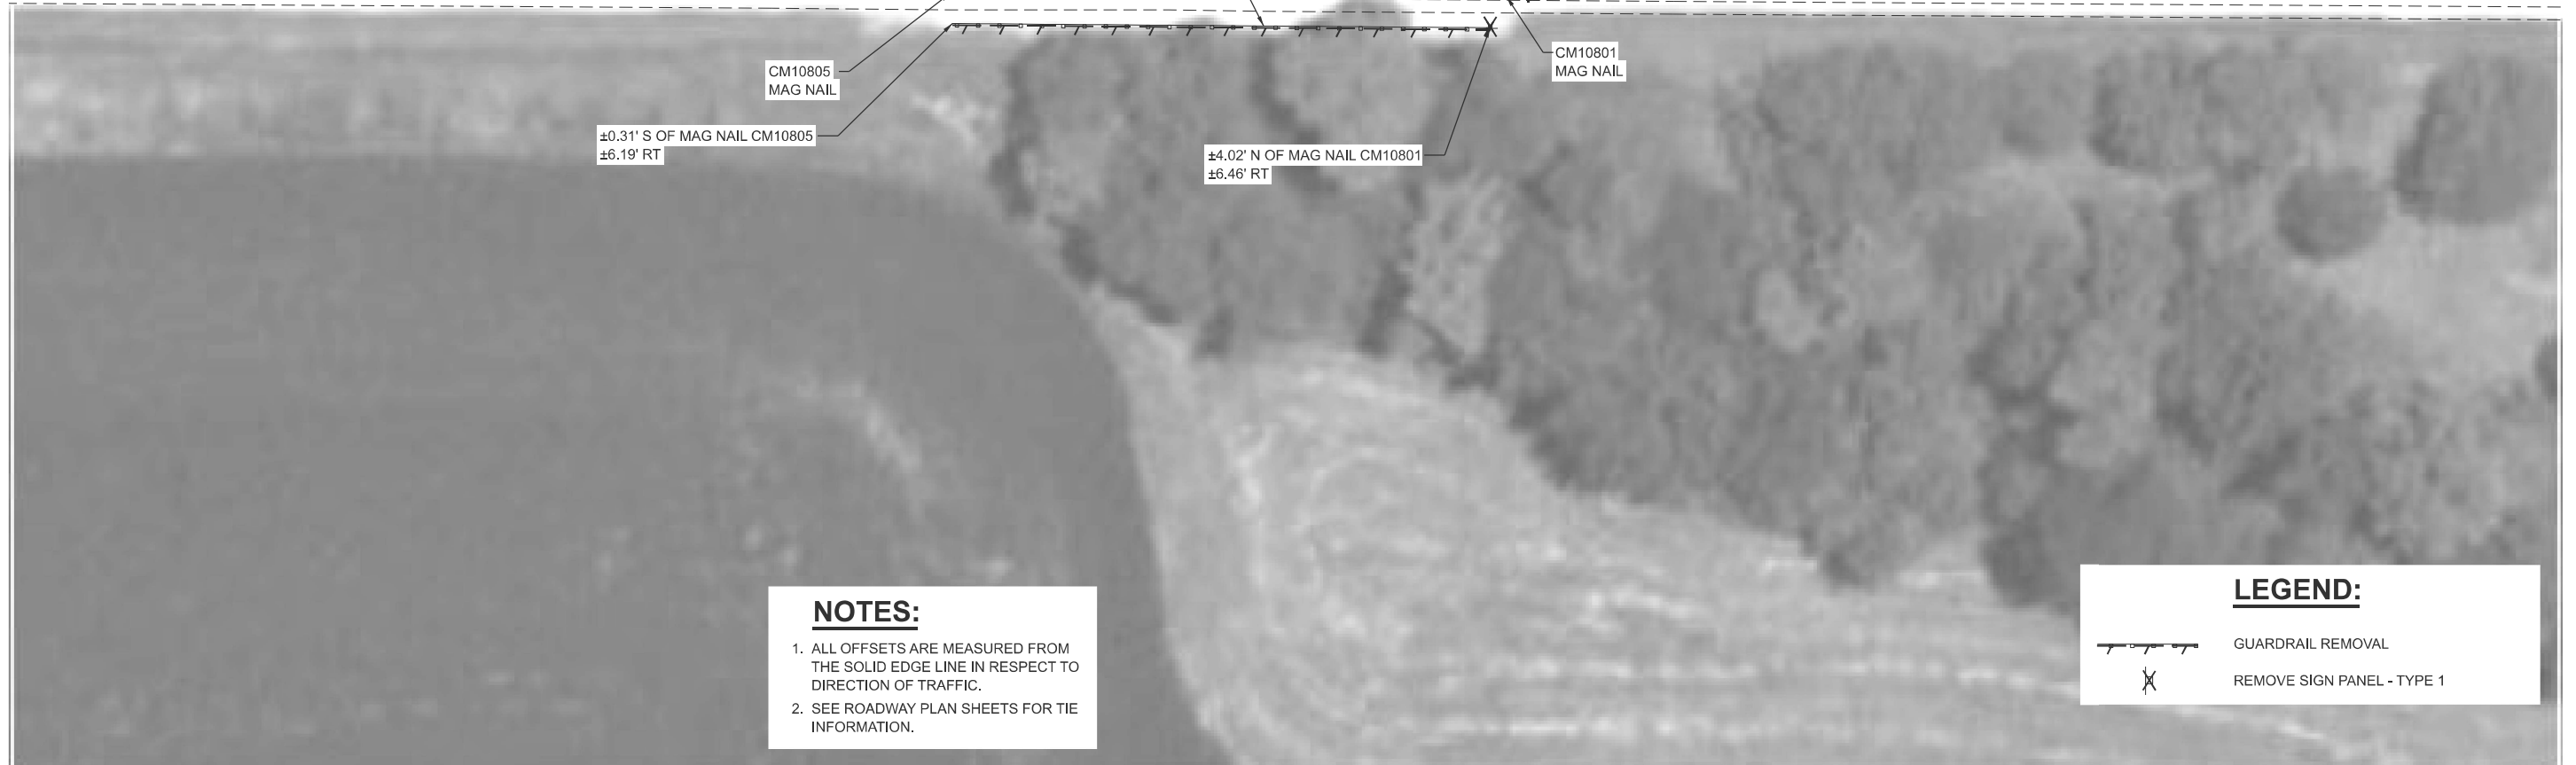 CM10805
MAG NAIL
CM10801
MAG NAIL
±0.31' S OF MAG NAIL CM10805
±6.19' RT
±4.02' N OF MAG NAIL CM10801
±6.46' RT
NOTES:
1. ALL OFFSETS ARE MEASURED FROM
THE SOLID EDGE LINE IN RESPECT TO
DIRECTION OF TRAFFIC.
2. SEE ROADWAY PLAN SHEETS FOR TIE
INFORMATION.
LEGEND:
GUARDRAIL REMOVAL
REMOVE SIGN PANEL - TYPE 1